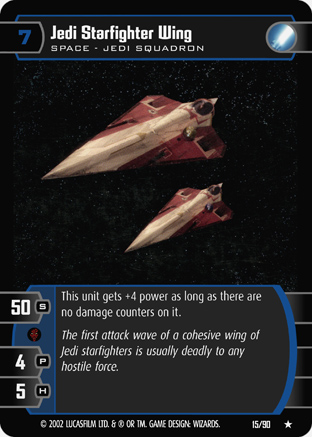 7 Jedi Starfighter Wing
SPACE - JEDI SQUADRON
50 S
This unit gets +4 power as long as there are
no damage counters on it.
The first attack wave of a cohesive wing of
Jedi starfighters is usually deadly to any
hostile force.
4 P
5 H
© 2002 LUCASFILM LTD. & ® OR TM. GAME DESIGN: WIZARDS. 15/90 ★